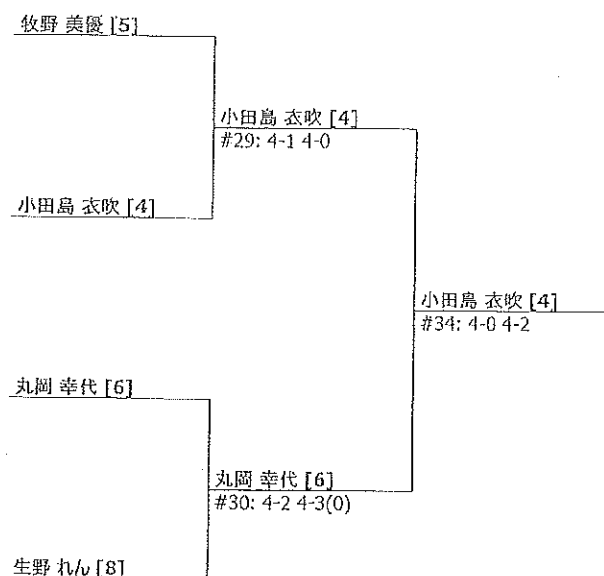 牧野 美優 [5]
小田島 衣吹 [4]
#29: 4-1 4-0
小田島 衣吹 [4]
小田島 衣吹 [4]
#34: 4-0 4-2
丸岡 幸代 [6]
丸岡 幸代 [6]
#30: 4-2 4-3(0)
生野 れん [8]